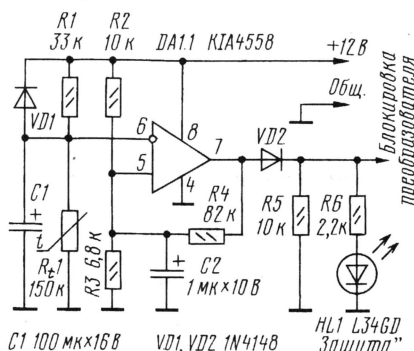 R1
33 к
R2
10 к
DA1.1 KIA4558
+12 В
Общ.
Блокировка
преобразователя
VD1
6
8
7
VD2
5
4
C1
R4
82 к
R5
10 к
R6
2,2к
t
Rt1
150 к
R3 6,8 к
C2
1 мк×10 В
HL1 L34GD
„Защита”
C1 100 мк×16 В
VD1, VD2 1N4148